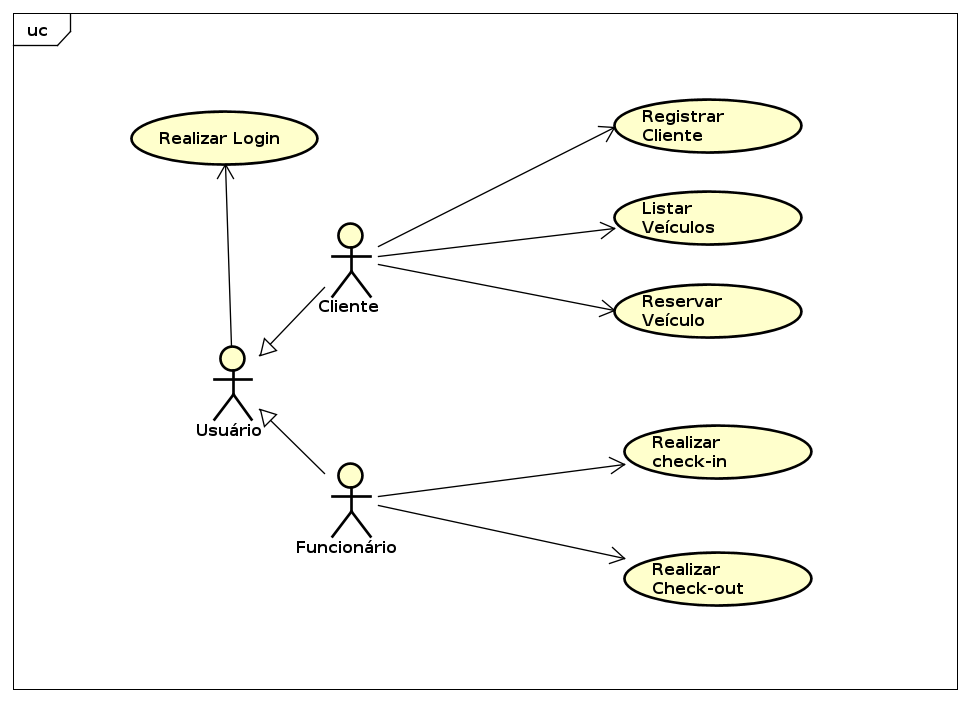 uc
Realizar Login
Registrar
Cliente
Listar
Veículos
Reservar
Veículo
Cliente
Usuário
Realizar
check-in
Funcionário
Realizar
Check-out